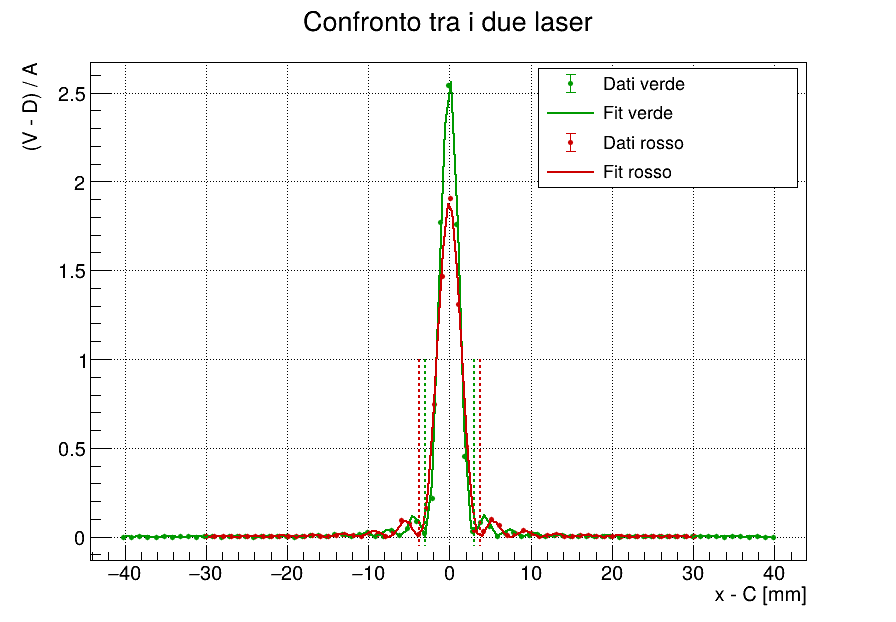 Confronto tra i due laser
(V - D) / A
Dati verde
Fit verde
Dati rosso
Fit rosso
2.5
2
1.5
1
0.5
0
−40 −30 −20 −10 0 10 20 30 40
x - C [mm]